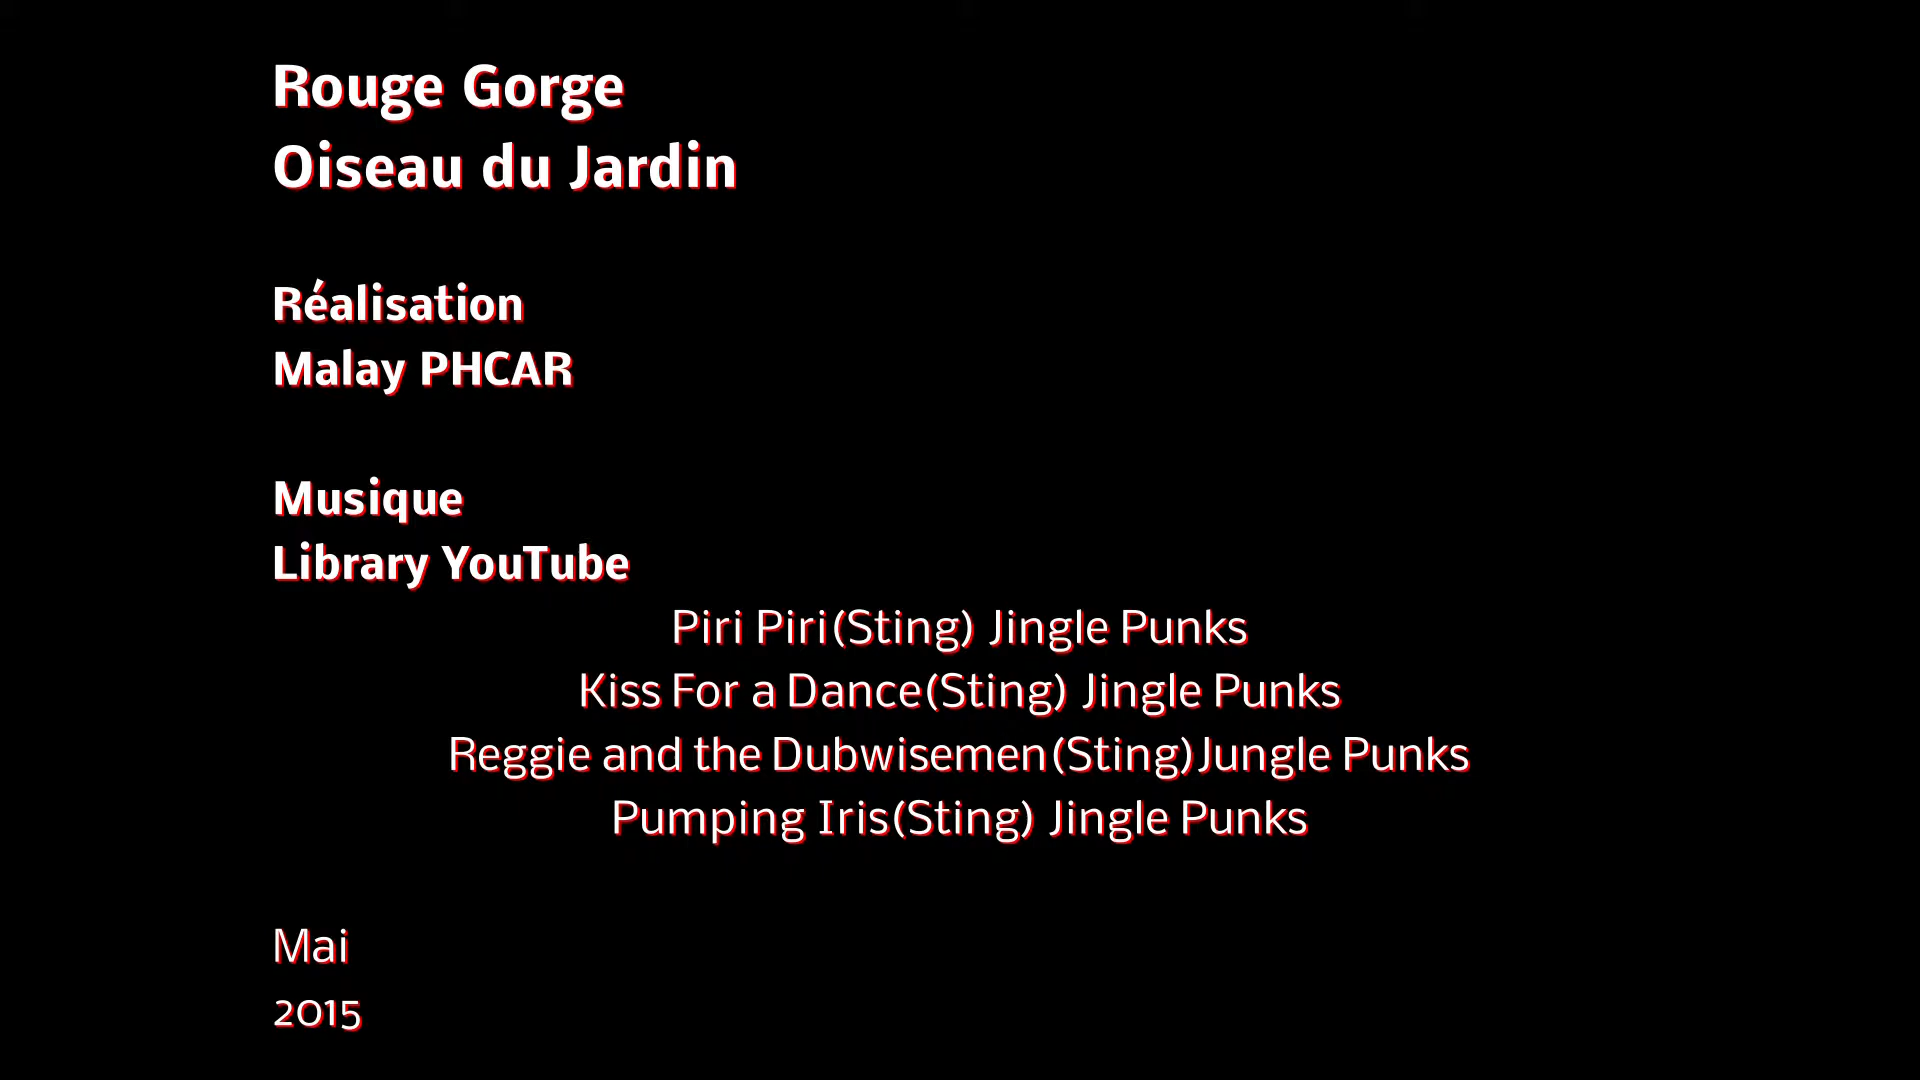 Rouge Gorge
Oiseau du Jardin
Réalisation
Malay PHCAR
Musique
Library YouTube
Piri Piri(Sting) Jingle Punks
Kiss For a Dance(Sting) Jingle Punks
Reggie and the Dubwisemen(Sting)Jungle Punks
Pumping Iris(Sting) Jingle Punks
Mai
2015